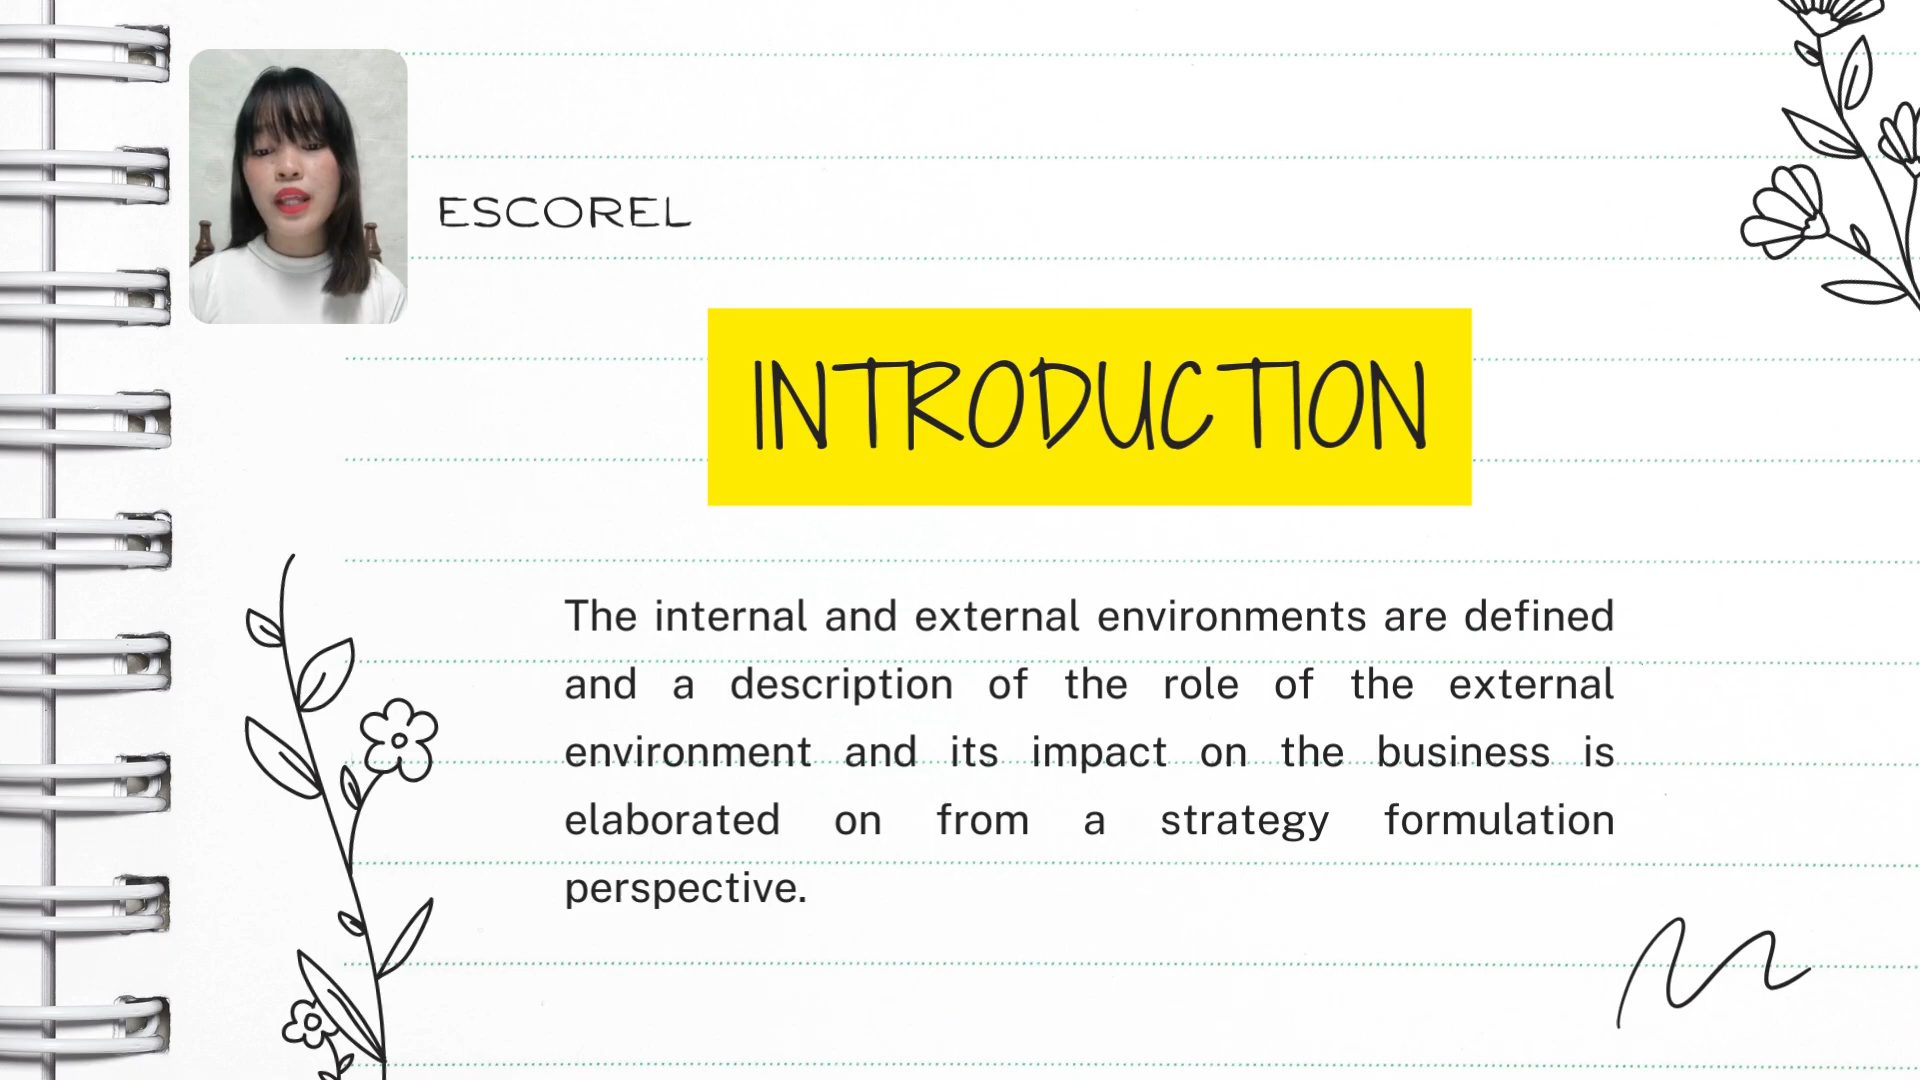 ESCOREL
INTRODUCTION
The internal and external environments are defined
and a description of the role of the external
environment and its impact on the business is
elaborated on from a strategy formulation
perspective.